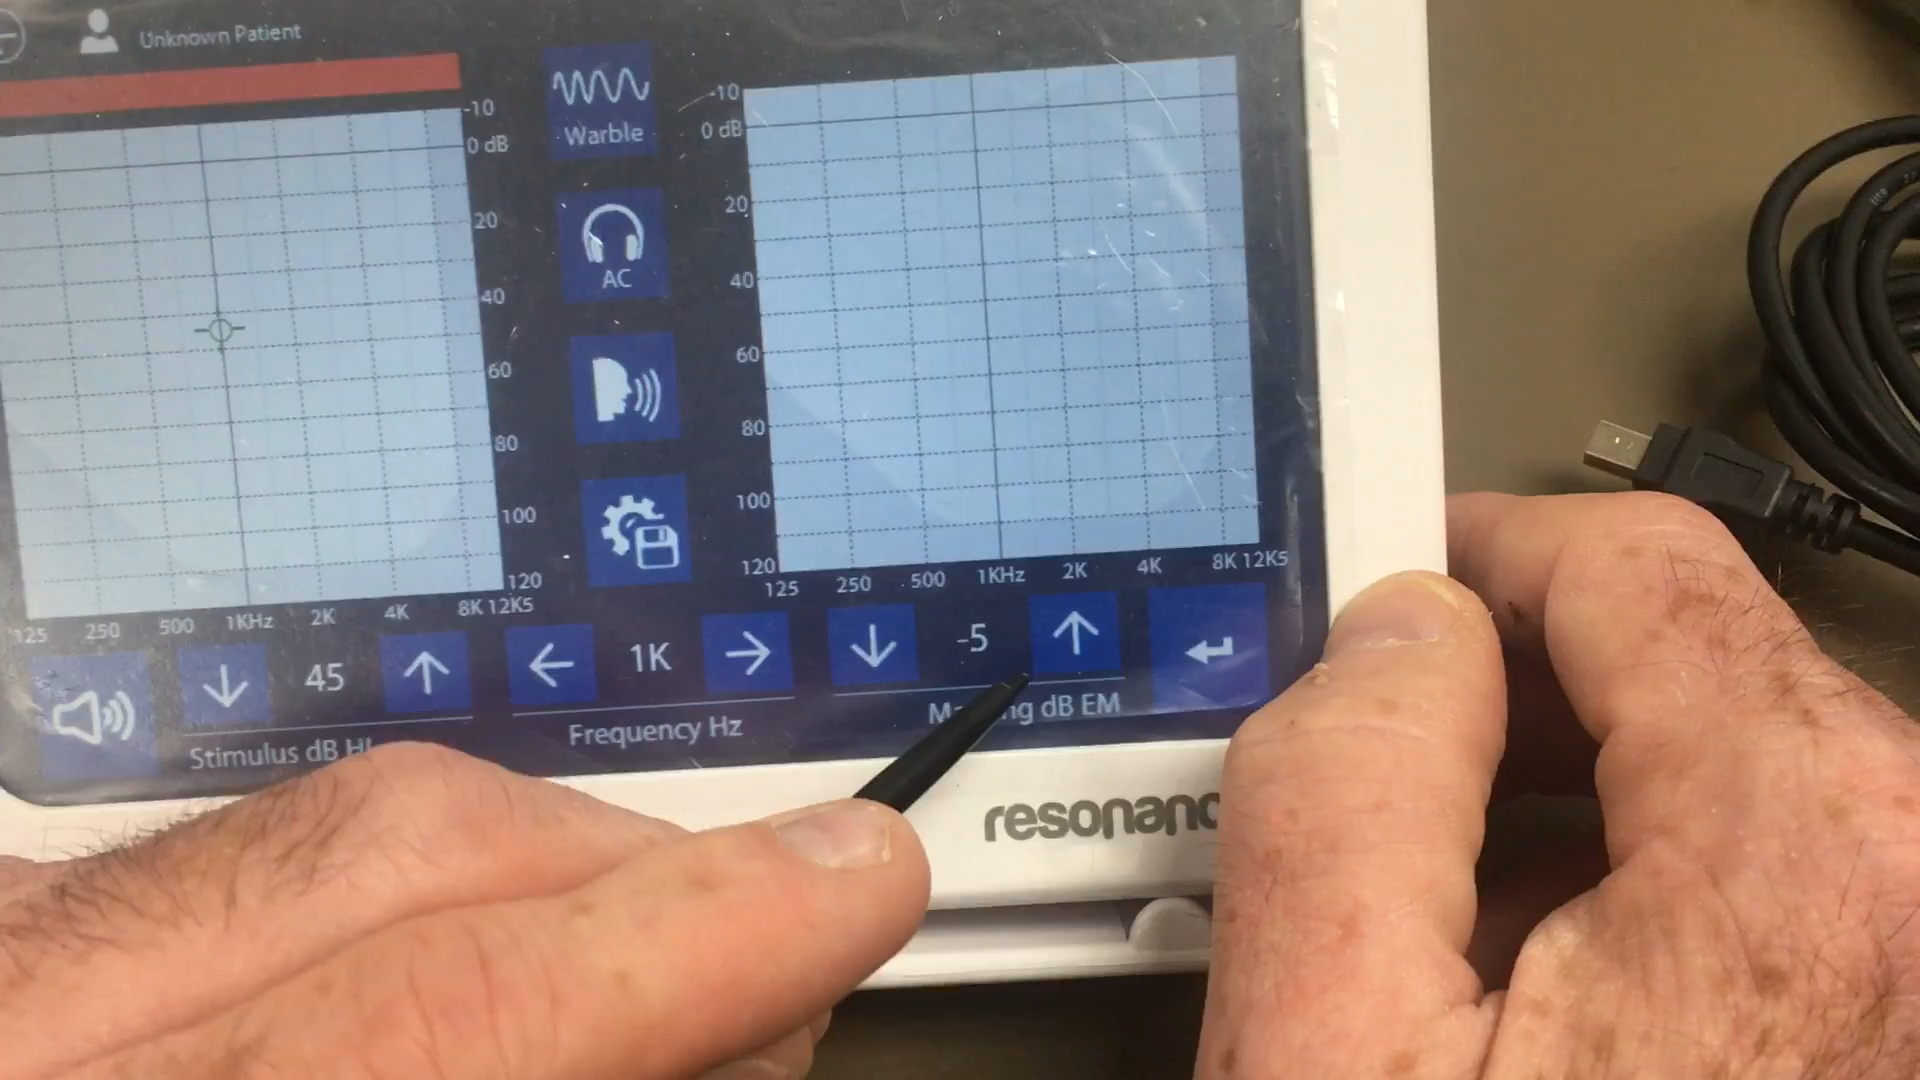 Unknown Patient
-10
0 dB
20
40
60
80
100
120
125 250 500 1KHz 2K 4K 8K 12K5
Warble
AC
-10
0 dB
20
40
60
80
100
120
125 250 500 1KHz 2K 4K 8K 12K5
45
Stimulus dB
1K
Frequency Hz
-5
dB EM